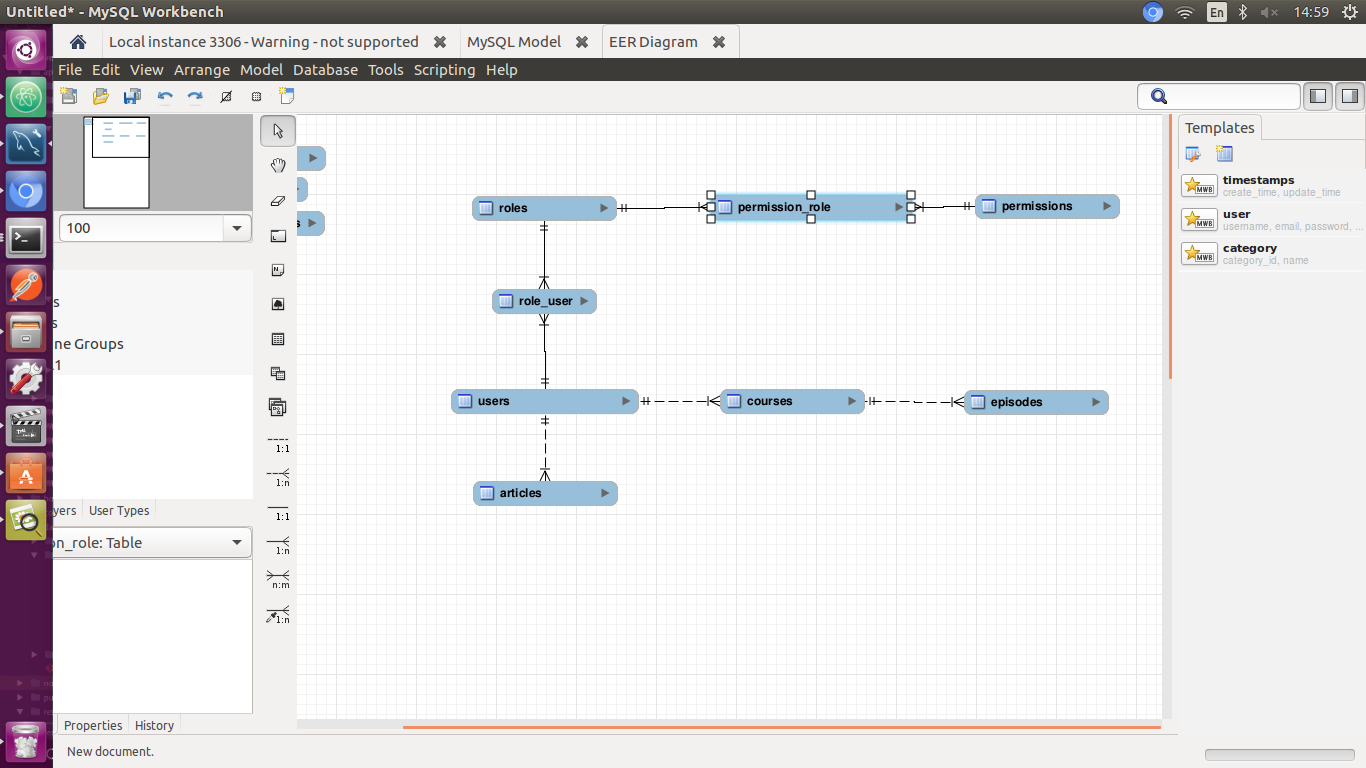 Untitled* - MySQL Workbench
En
14:59
Local instance 3306 - Warning - not supported
MySQL Model
EER Diagram
File Edit View Arrange Model Database Tools Scripting Help
100
s
s
ne Groups
.1
yers
User Types
on_role: Table
Properties
History
New document.
1:1
1:n
1:1
1:n
n:m
1:n
s
roles
permission_role
permissions
role_user
users
courses
episodes
articles
Templates
timestamps
create_time, update_time
user
username, email, password, ...
category
category_id, name
MWB
MWB
MWB